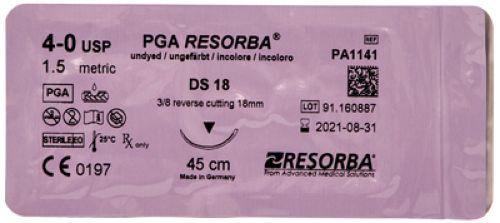 4-0 USP
1.5 metric
PGA
STERILE EO 25°C Rx only
CE 0197
PGA RESORBA®
undyed / ungefärbt / incolore / incoloro
DS 18
3/8 reverse cutting 18mm
45 cm
Made in Germany
REF
PA1141
LOT 91.160887
2021-08-31
RESORBA®
From Advanced Medical Solutions